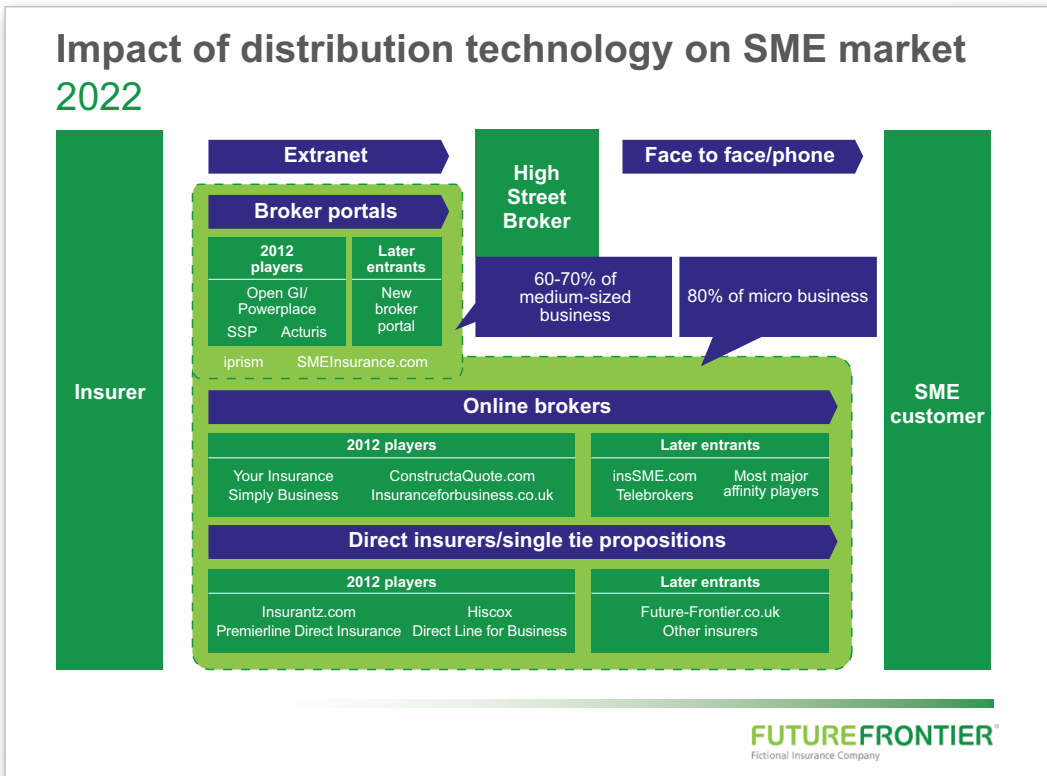 Impact of distribution technology on SME market
2022
Insurer
Extranet
Broker portals
2012
players
Open GI/
Powerplace
SSP Acturis
Later
entrants
New
broker
portal
iprism SMEInsurance.com
High
Street
Broker
Face to face/phone
60-70% of
medium-sized
business
80% of micro business
Online brokers
2012 players
Your Insurance ConstructaQuote.com
Simply Business Insuranceforbusiness.co.uk
Later entrants
insSME.com
Telebrokers
Most major
affinity players
Direct insurers/single tie propositions
2012 players
Insurantz.com Hiscox
Premierline Direct Insurance Direct Line for Business
Later entrants
Future-Frontier.co.uk
Other insurers
SME
customer
FUTUREFRONTIER®
Fictional Insurance Company